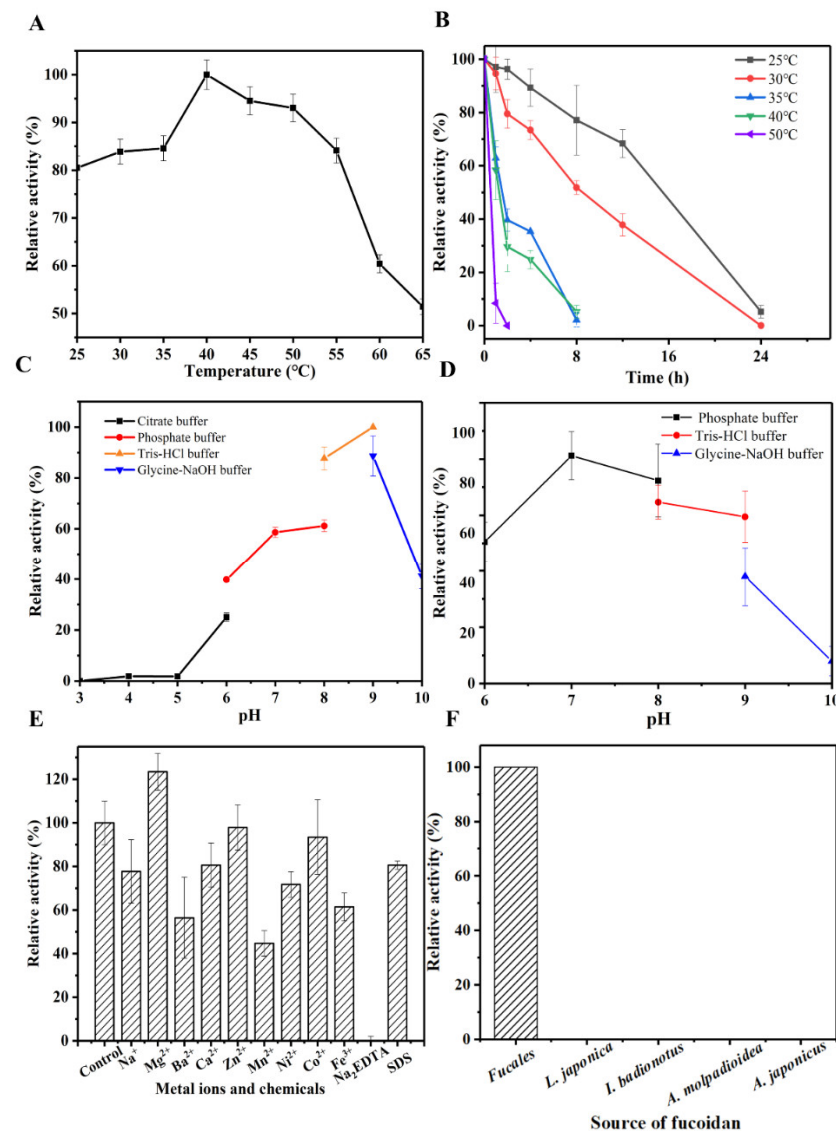 A
Relative activity (%)
100
90
80
70
60
50
25 30 35 40 45 50 55 60 65
Temperature (℃)
B
Relative activity (%)
100
80
60
40
20
0
25℃
30℃
35℃
40℃
50℃
0 8 16 24
Time (h)
C
Relative activity (%)
100
80
60
40
20
0
Citrate buffer
Phosphate buffer
Tris-HCl buffer
Glycine-NaOH buffer
3 4 5 6 7 8 9 10
pH
D
Relative activity (%)
100
80
60
40
20
0
Phosphate buffer
Tris-HCl buffer
Glycine-NaOH buffer
6 7 8 9 10
pH
E
Relative activity (%)
120
100
80
60
40
20
0
Control Na⁺ Mg²⁺ Ba²⁺ Ca²⁺ Zn²⁺ Mn²⁺ Ni²⁺ Co²⁺ Fe³⁺ Na₂EDTA SDS
Metal ions and chemicals
F
Relative activity (%)
100
80
60
40
20
0
Fucales L. japonica I. badionotus A. molpadioidea A. japonicus
Source of fucoidan